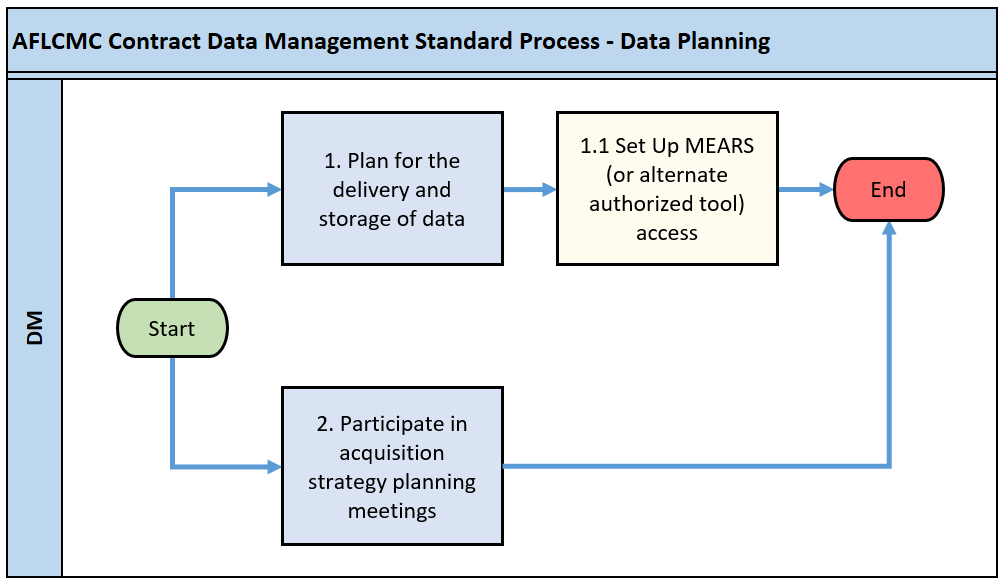 AFLCMC Contract Data Management Standard Process - Data Planning
DM
Start
1. Plan for the
delivery and
storage of data
1.1 Set Up MEARS
(or alternate
authorized tool)
access
End
2. Participate in
acquisition
strategy planning
meetings